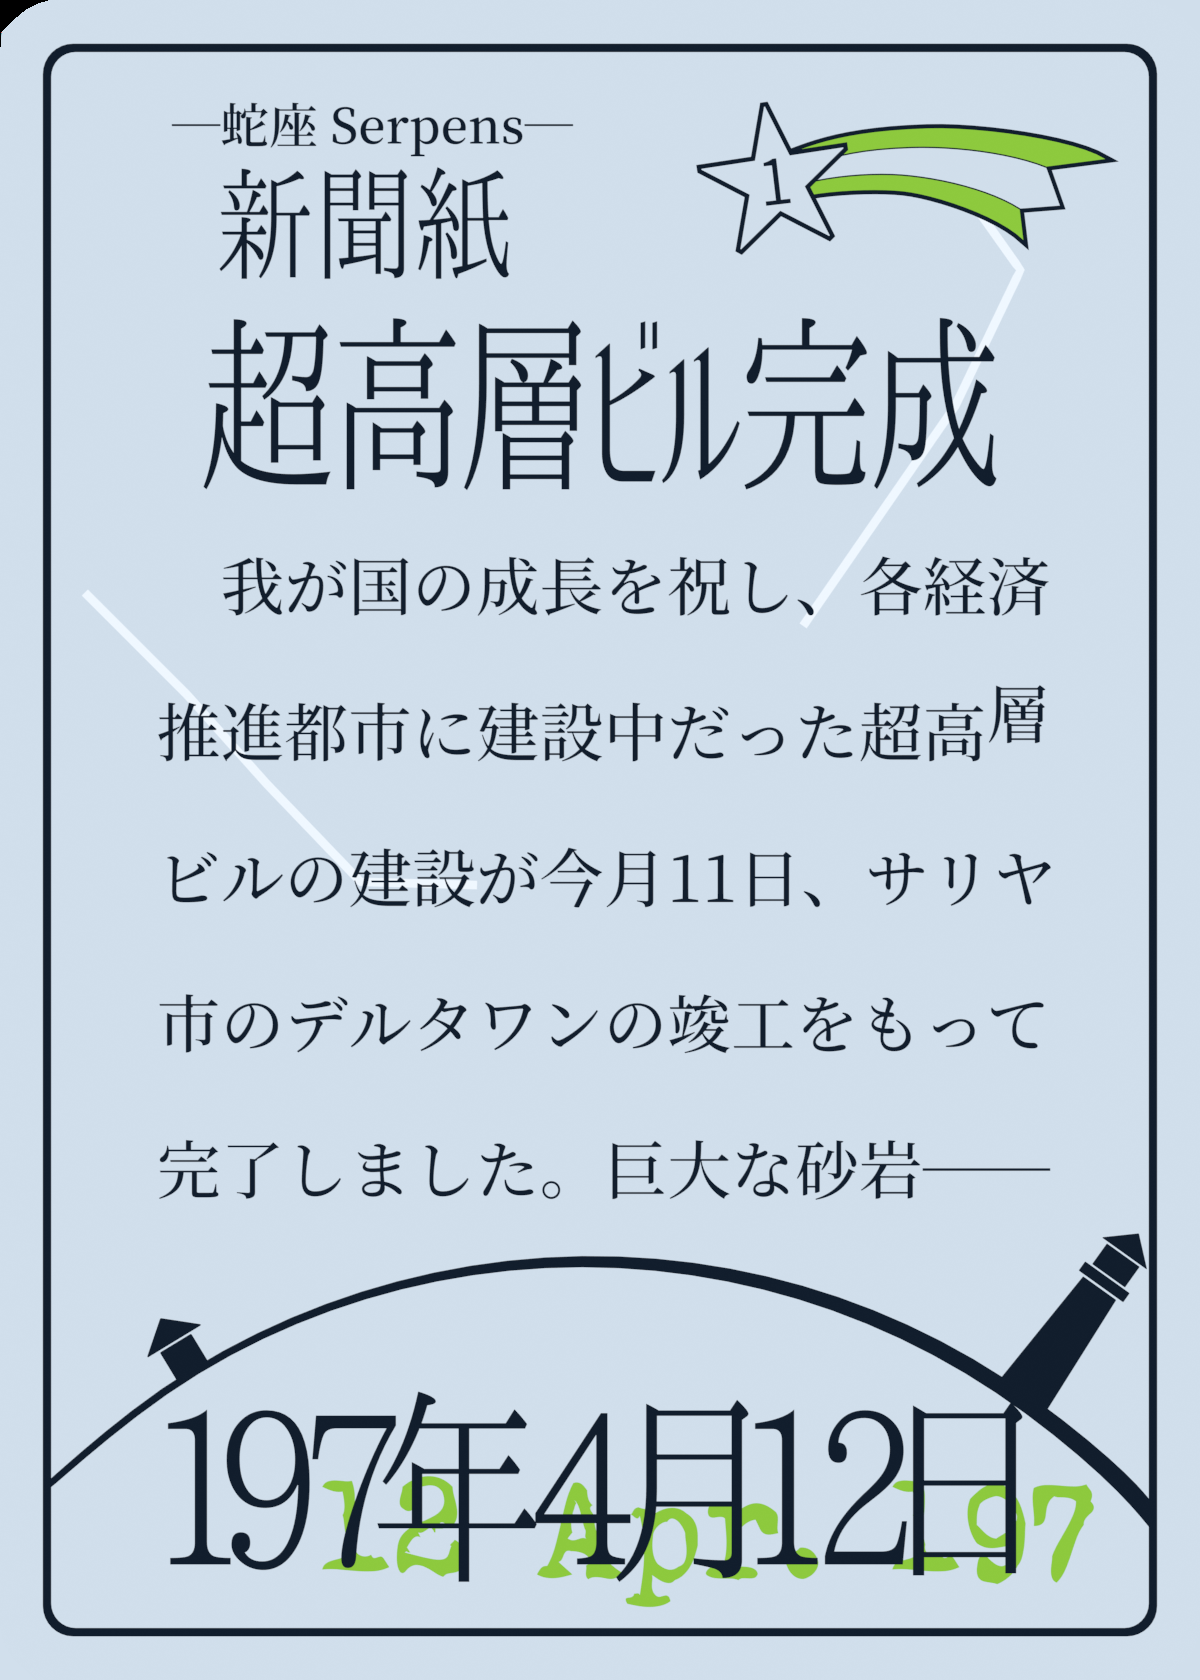 —蛇座 Serpens—
新聞紙
1
超高層ビル完成
我が国の成長を祝し、各経済
推進都市に建設中だった超高層
ビルの建設が今月11日、サリヤ
市のデルタワンの竣工をもって
完了しました。巨大な砂岩——
197年4月12日
12 Apr. 197